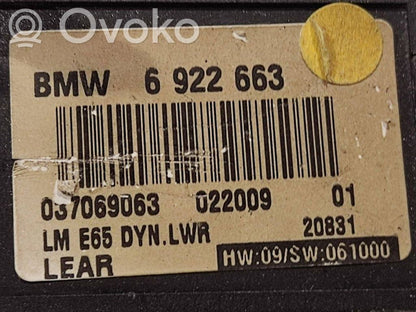 Ovoko
BMW 6 922 663
037069063 022009 01
LM E65 DYN.LWR 20831
LEAR HW:09/SW:061000